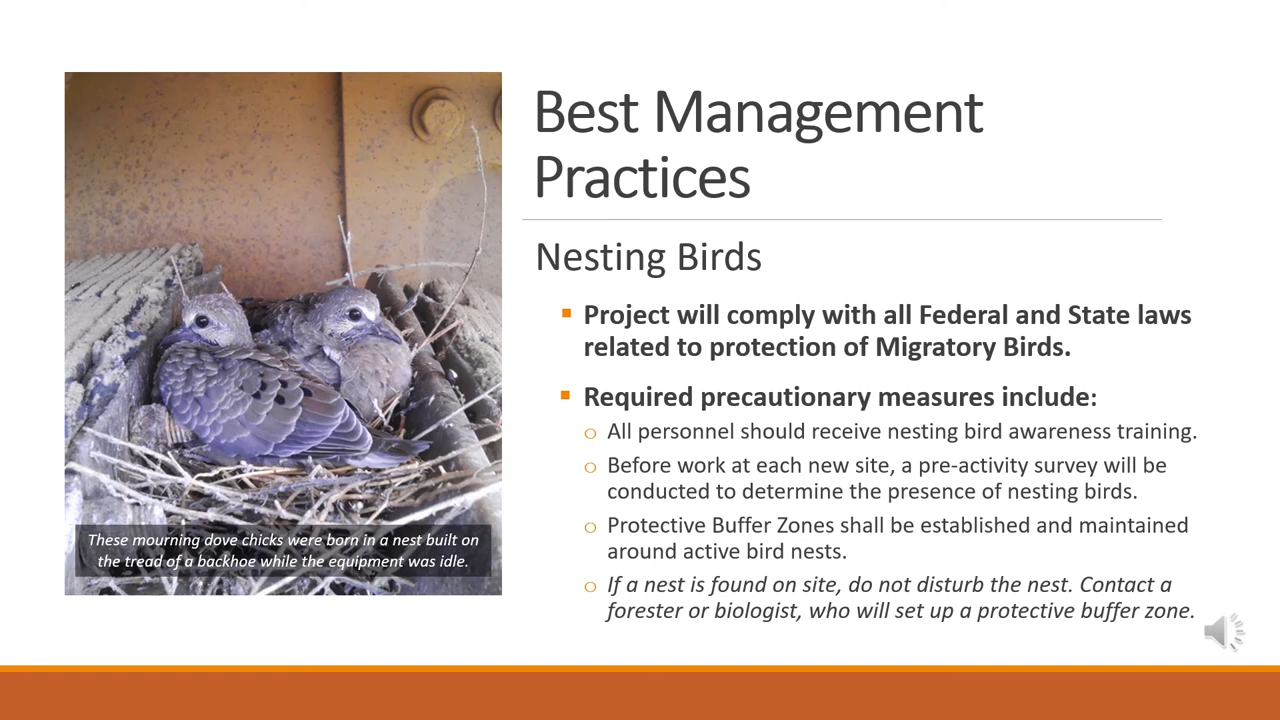 Best Management
Practices
Nesting Birds
Project will comply with all Federal and State laws
related to protection of Migratory Birds.
Required precautionary measures include:
All personnel should receive nesting bird awareness training.
Before work at each new site, a pre-activity survey will be
conducted to determine the presence of nesting birds.
Protective Buffer Zones shall be established and maintained
around active bird nests.
If a nest is found on site, do not disturb the nest. Contact a
forester or biologist, who will set up a protective buffer zone.
These mourning dove chicks were born in a nest built on
the tread of a backhoe while the equipment was idle.